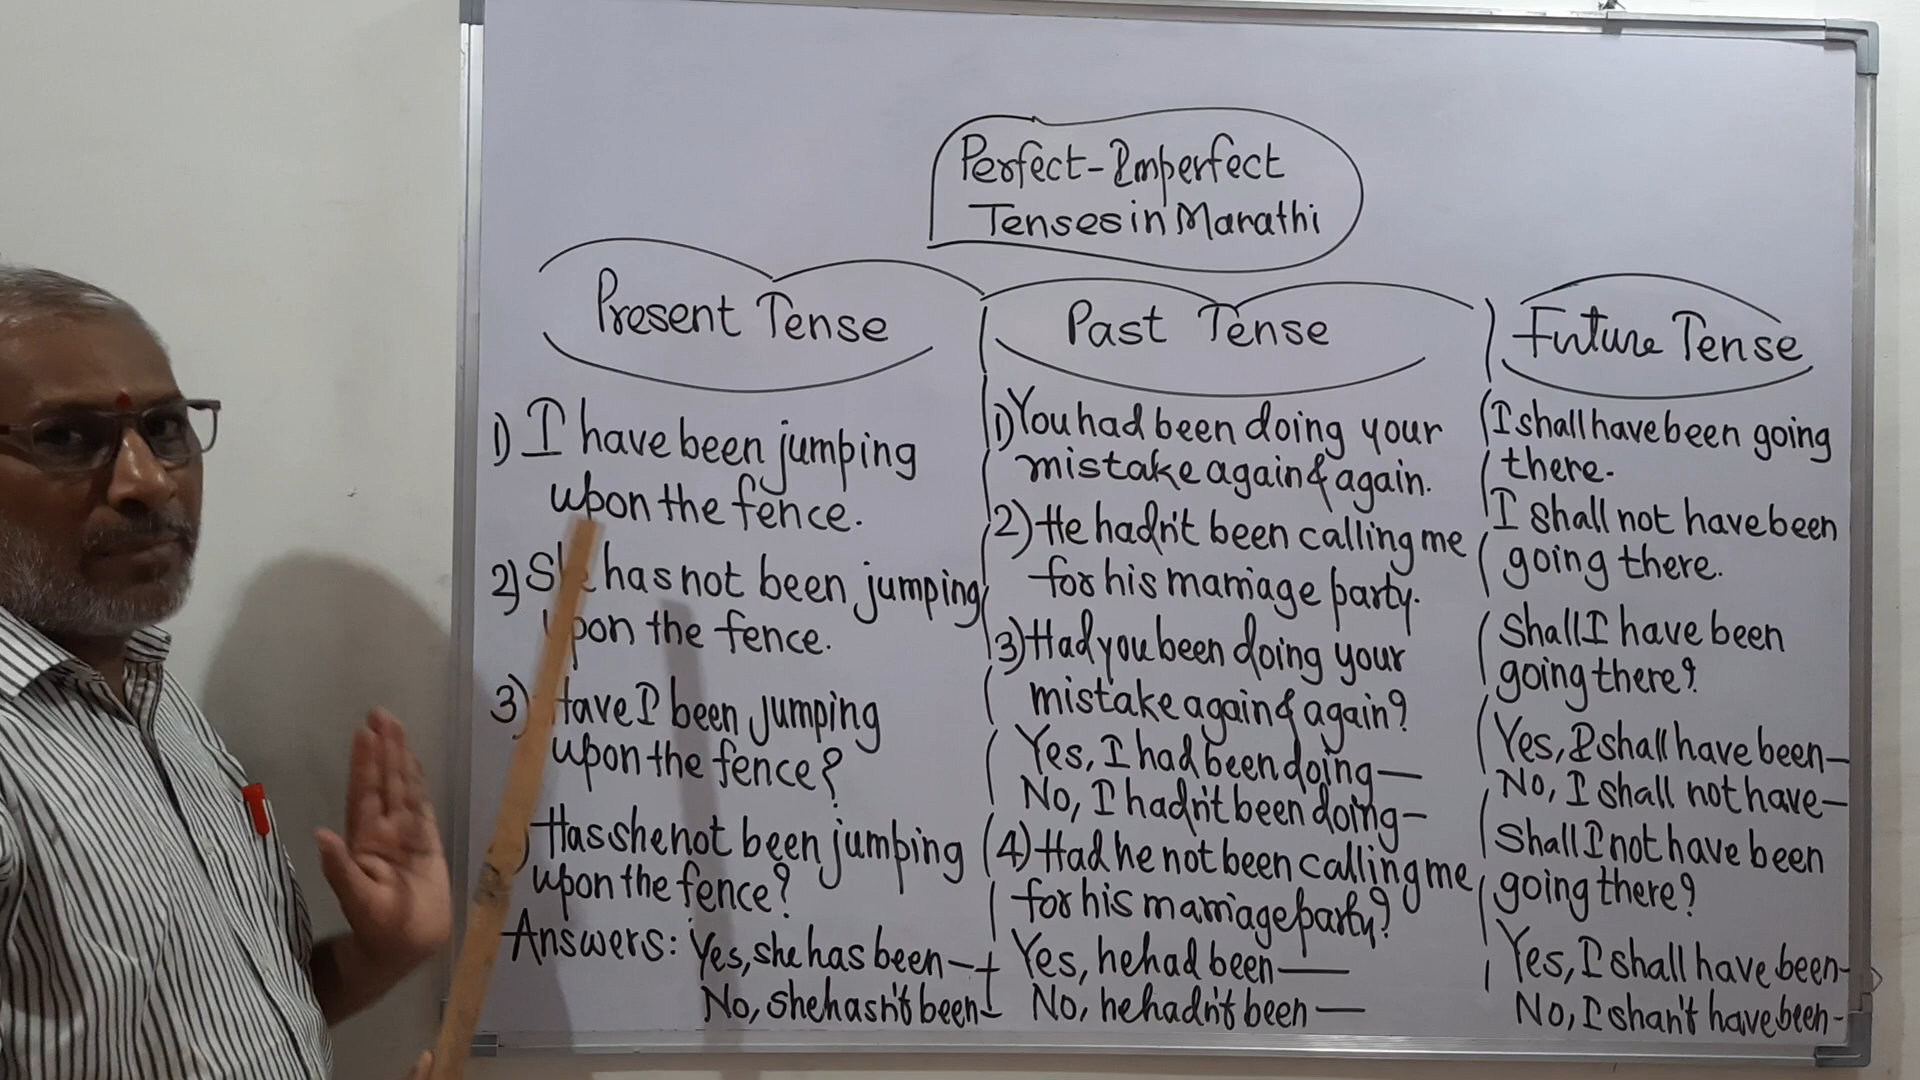 Perfect-Imperfect
Tenses in Marathi
Present Tense
1) I have been jumping
upon the fence.
2) She has not been jumping
upon the fence.
3) Have I been jumping
upon the fence?
) Has she not been jumping
upon the fence?
Answers: Yes, she has been —
No, she hasn't been —
Past Tense
1) You had been doing your
mistake again & again.
2) He hadn't been calling me
for his marriage party.
3) Had you been doing your
mistake again & again?
Yes, I had been doing —
No, I hadn't been doing —
4) Had he not been calling me
for his marriage party?
Yes, he had been —
No, he hadn't been —
Future Tense
I shall have been going
there.
I shall not have been
going there.
Shall I have been
going there?
Yes, I shall have been —
No, I shall not have —
Shall I not have been
going there?
Yes, I shall have been -
No, I shan't have been -